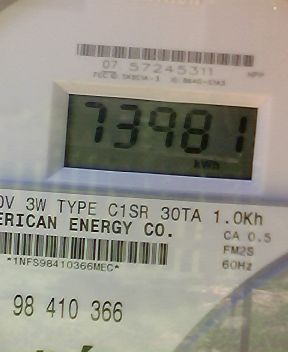 07 57245311
73981
kWh
0V 3W TYPE C1SR 30TA 1.0Kh
ERICAN ENERGY CO.
CA 0.5
FM2S
*1NFS98410366MEC*
60Hz
98 410 366